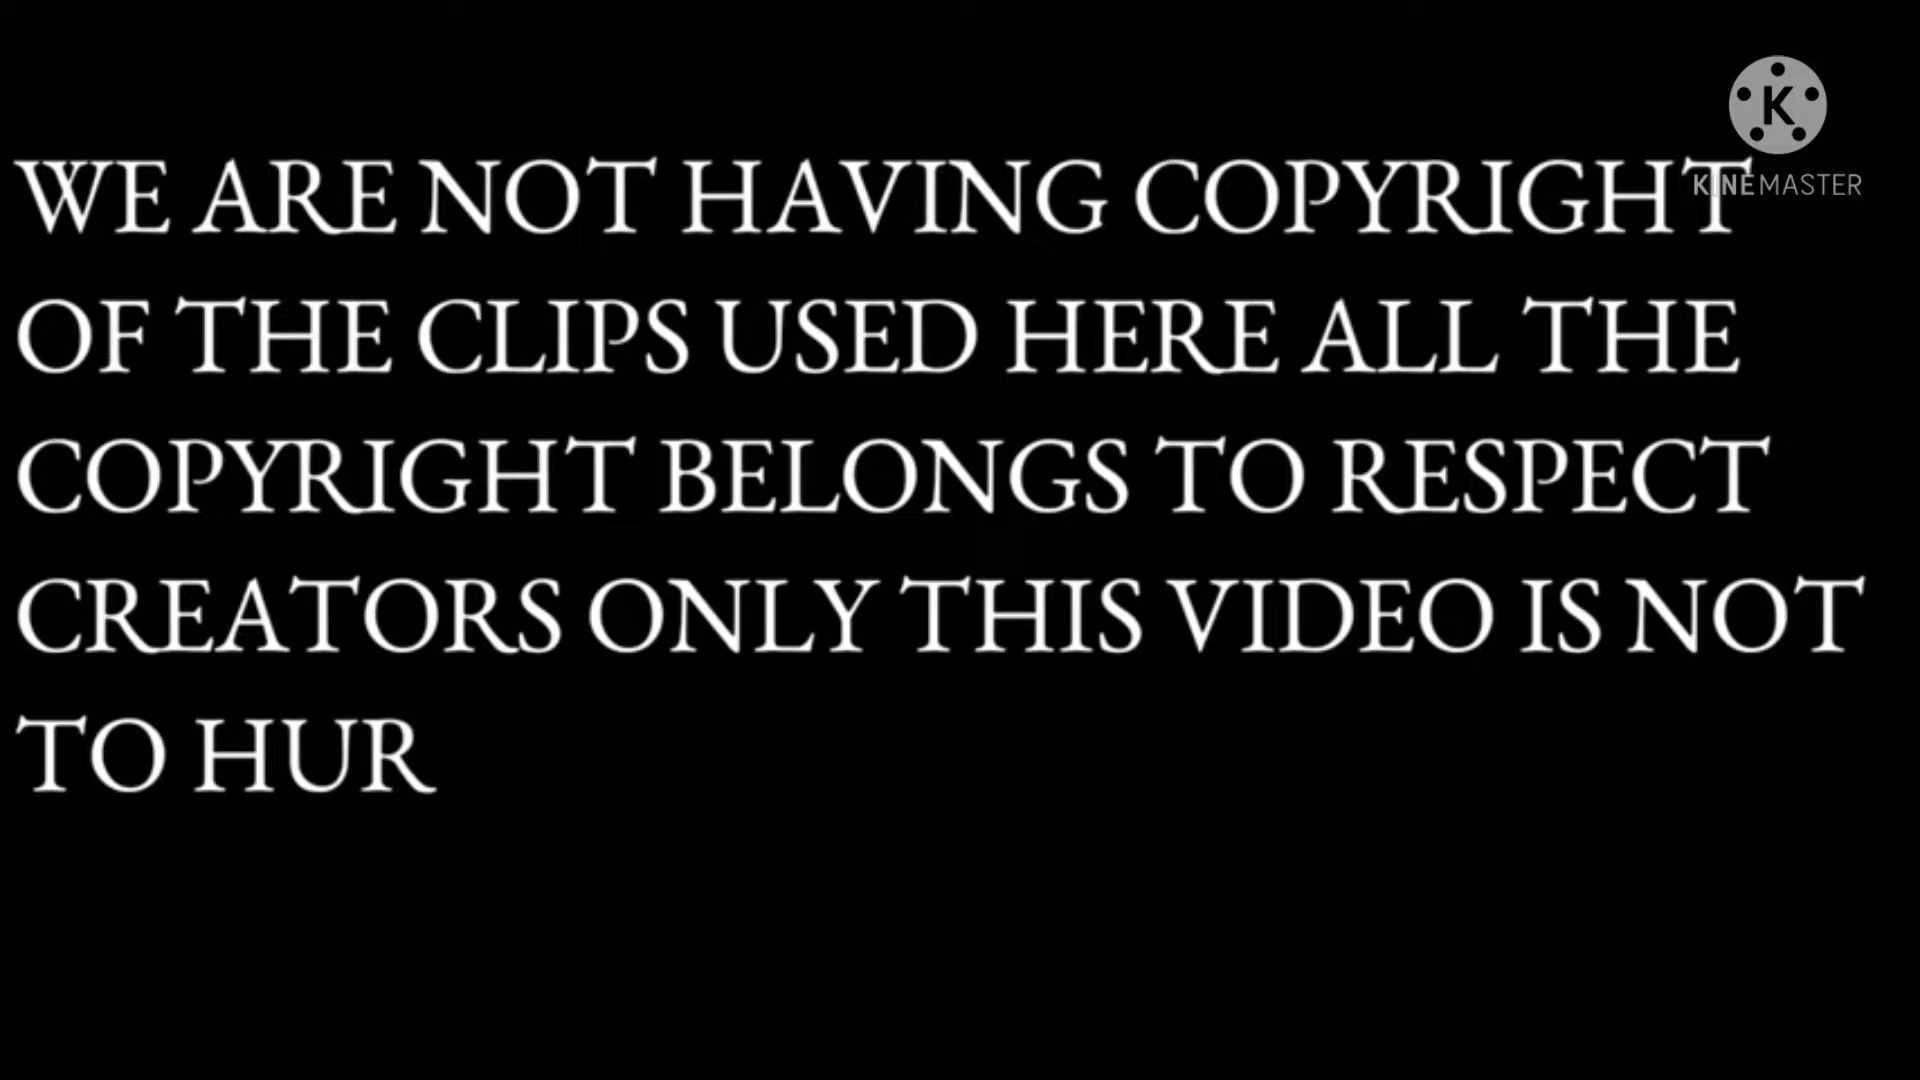 KINEMASTER
WE ARE NOT HAVING COPYRIGHT
OF THE CLIPS USED HERE ALL THE
COPYRIGHT BELONGS TO RESPECT
CREATORS ONLY THIS VIDEO IS NOT
TO HUR